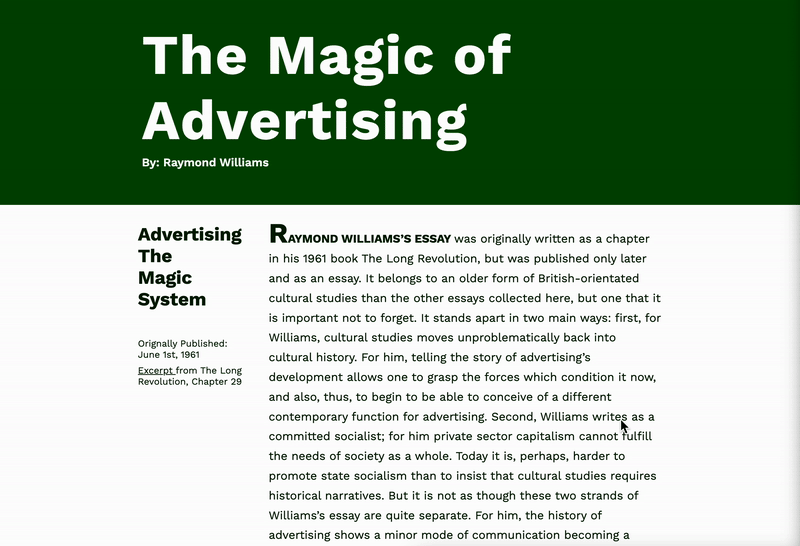 The Magic of
Advertising
By: Raymond Williams
Advertising
The
Magic
System
Orignally Published:
June 1st, 1961
Excerpt from The Long
Revolution, Chapter 29
RAYMOND WILLIAMS’S ESSAY was originally written as a chapter
in his 1961 book The Long Revolution, but was published only later
and as an essay. It belongs to an older form of British-orientated
cultural studies than the other essays collected here, but one that it
is important not to forget. It stands apart in two main ways: first, for
Williams, cultural studies moves unproblematically back into
cultural history. For him, telling the story of advertising’s
development allows one to grasp the forces which condition it now,
and also, thus, to begin to be able to conceive of a different
contemporary function for advertising. Second, Williams writes as a
committed socialist; for him private sector capitalism cannot fulfill
the needs of society as a whole. Today it is, perhaps, harder to
promote state socialism than to insist that cultural studies requires
historical narratives. But it is not as though these two strands of
Williams’s essay are quite separate. For him, the history of
advertising shows a minor mode of communication becoming a